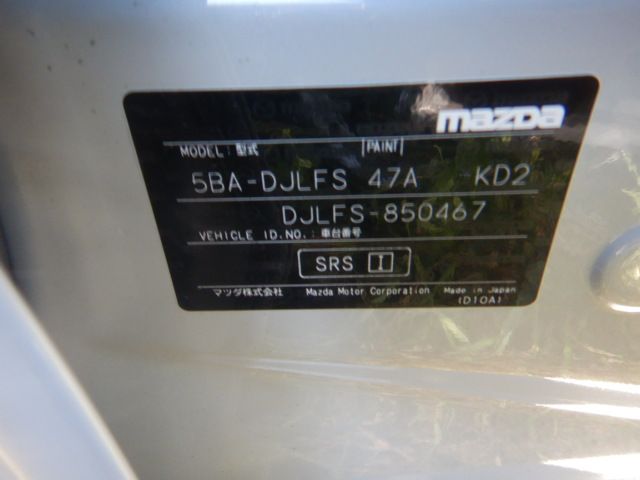 mazda
MODEL: 型式 PAINT
5BA-DJLFS 47A KD2
DJLFS-850467
VEHICLE ID.NO.: 車台番号
SRS I
マツダ株式会社 Mazda Motor Corporation Made in Japan
(D10A)